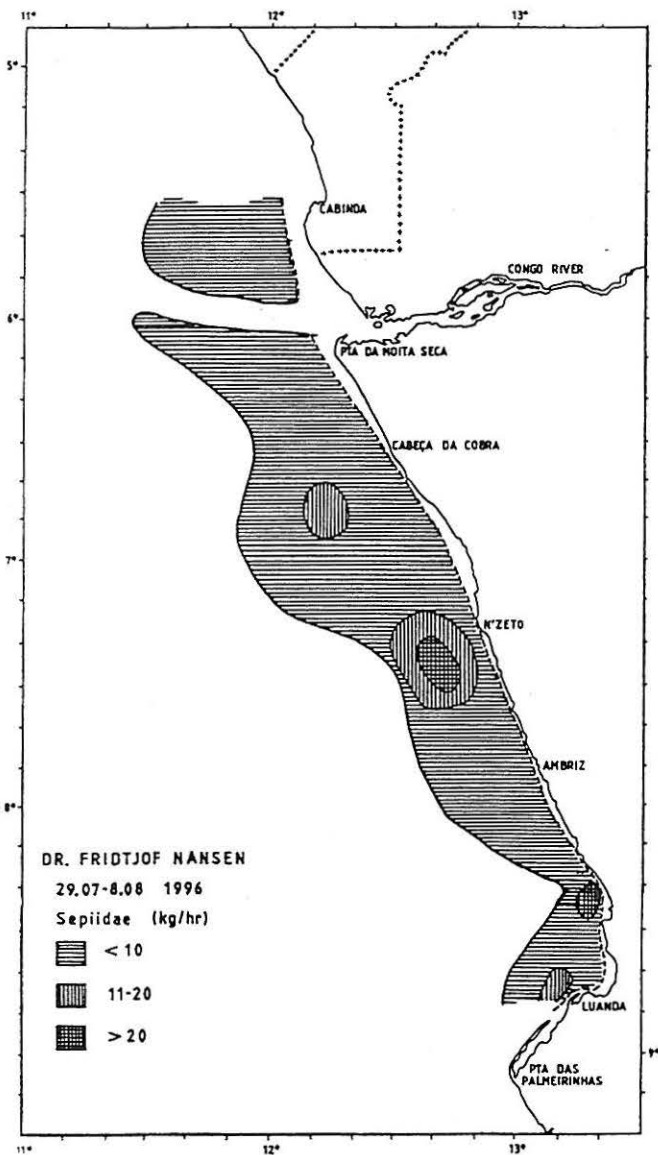 11°
12°
13°
5°
CABINDA
CONGO RIVER
6°
PTA DA MOITA SECA
CABEÇA DA COBRA
7°
N'ZETO
AMBRIZ
8°
DR. FRIDTJOF NANSEN
29.07-8.08 1996
Sepiidae (kg/hr)
< 10
11-20
> 20
LUANDA
9°
PTA DAS
PALMEIRINHAS
11°
12°
13°